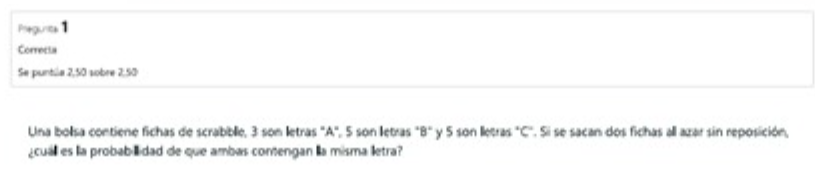 Pregunta 1
Correcta
Se puntúa 2,50 sobre 2,50
Una bolsa contiene fichas de scrabble, 3 son letras "A", 5 son letras "B" y 5 son letras "C". Si se sacan dos fichas al azar sin reposición,
¿cuál es la probabilidad de que ambas contengan la misma letra?